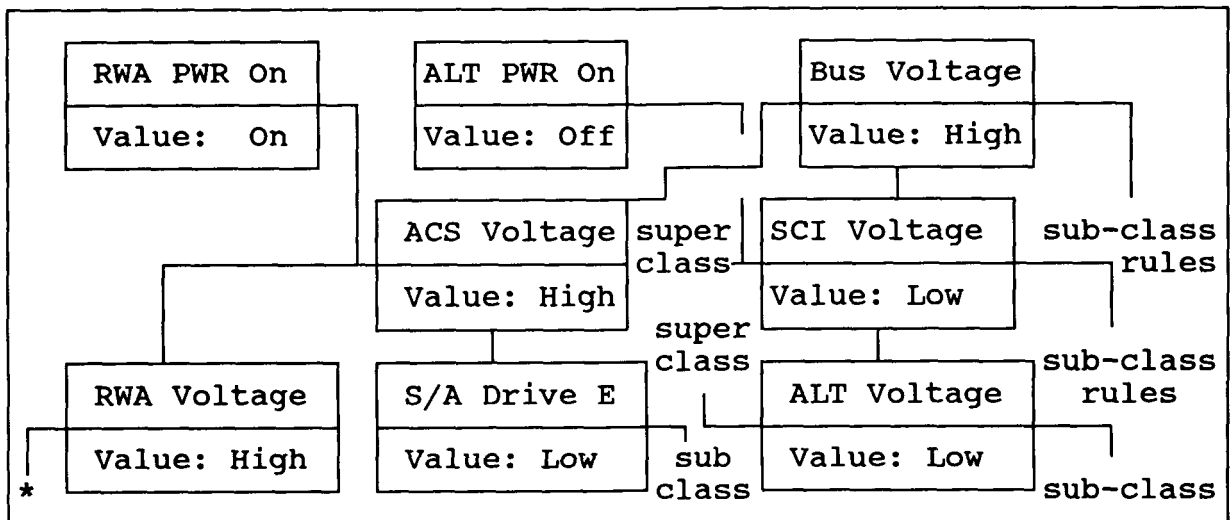 RWA PWR On
Value: On
ALT PWR On
Value: Off
Bus Voltage
Value: High
ACS Voltage
Value: High
super
class
SCI Voltage
Value: Low
sub-class
rules
RWA Voltage
Value: High
*
S/A Drive E
Value: Low
sub
class
super
class
ALT Voltage
Value: Low
sub-class
rules
sub-class